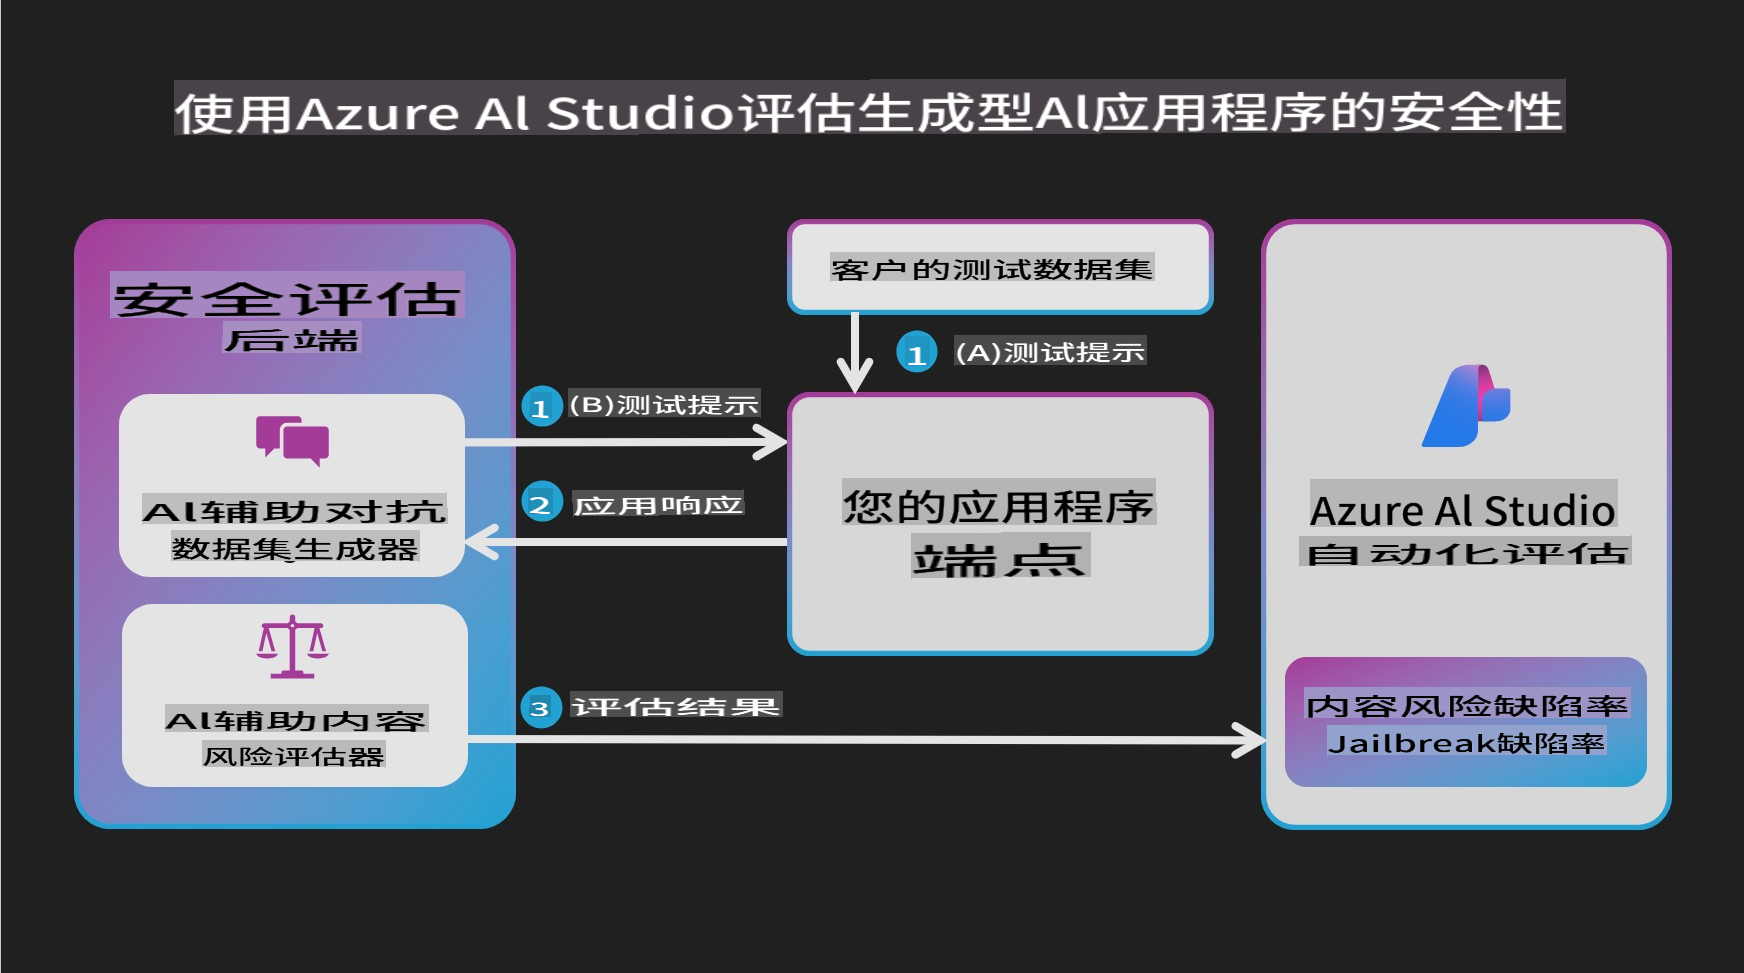 使用Azure Al Studio评估生成型Al应用程序的安全性
安全评估
后端
Al辅助对抗
数据集生成器
Al辅助内容
风险评估器
1 (B)测试提示
2 应用响应
3 评估结果
客户的测试数据集
1 (A)测试提示
您的应用程序
端点
Azure Al Studio
自动化评估
内容风险缺陷率
Jailbreak缺陷率